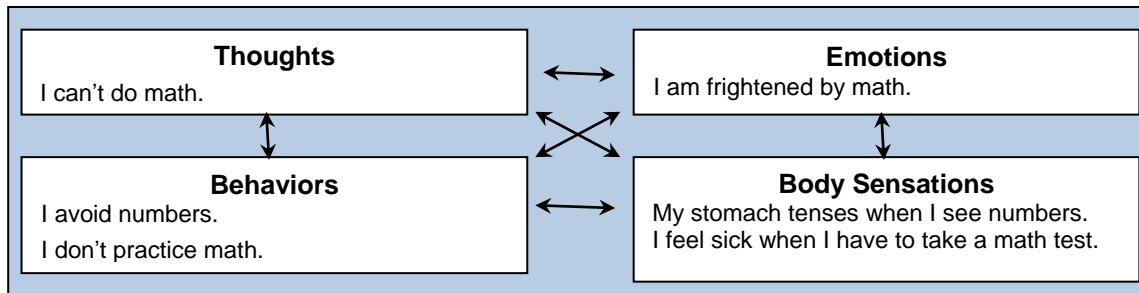 Thoughts
I can't do math.
Emotions
I am frightened by math.
Behaviors
I avoid numbers.
I don’t practice math.
Body Sensations
My stomach tenses when I see numbers.
I feel sick when I have to take a math test.